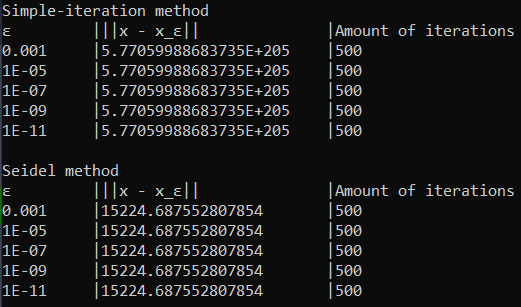 Simple-iteration method
ε |||x - x_ε|| |Amount of iterations
0.001 |5.77059988683735E+205 |500
1E-05 |5.77059988683735E+205 |500
1E-07 |5.77059988683735E+205 |500
1E-09 |5.77059988683735E+205 |500
1E-11 |5.77059988683735E+205 |500
Seidel method
ε |||x - x_ε|| |Amount of iterations
0.001 |15224.687552807854 |500
1E-05 |15224.687552807854 |500
1E-07 |15224.687552807854 |500
1E-09 |15224.687552807854 |500
1E-11 |15224.687552807854 |500